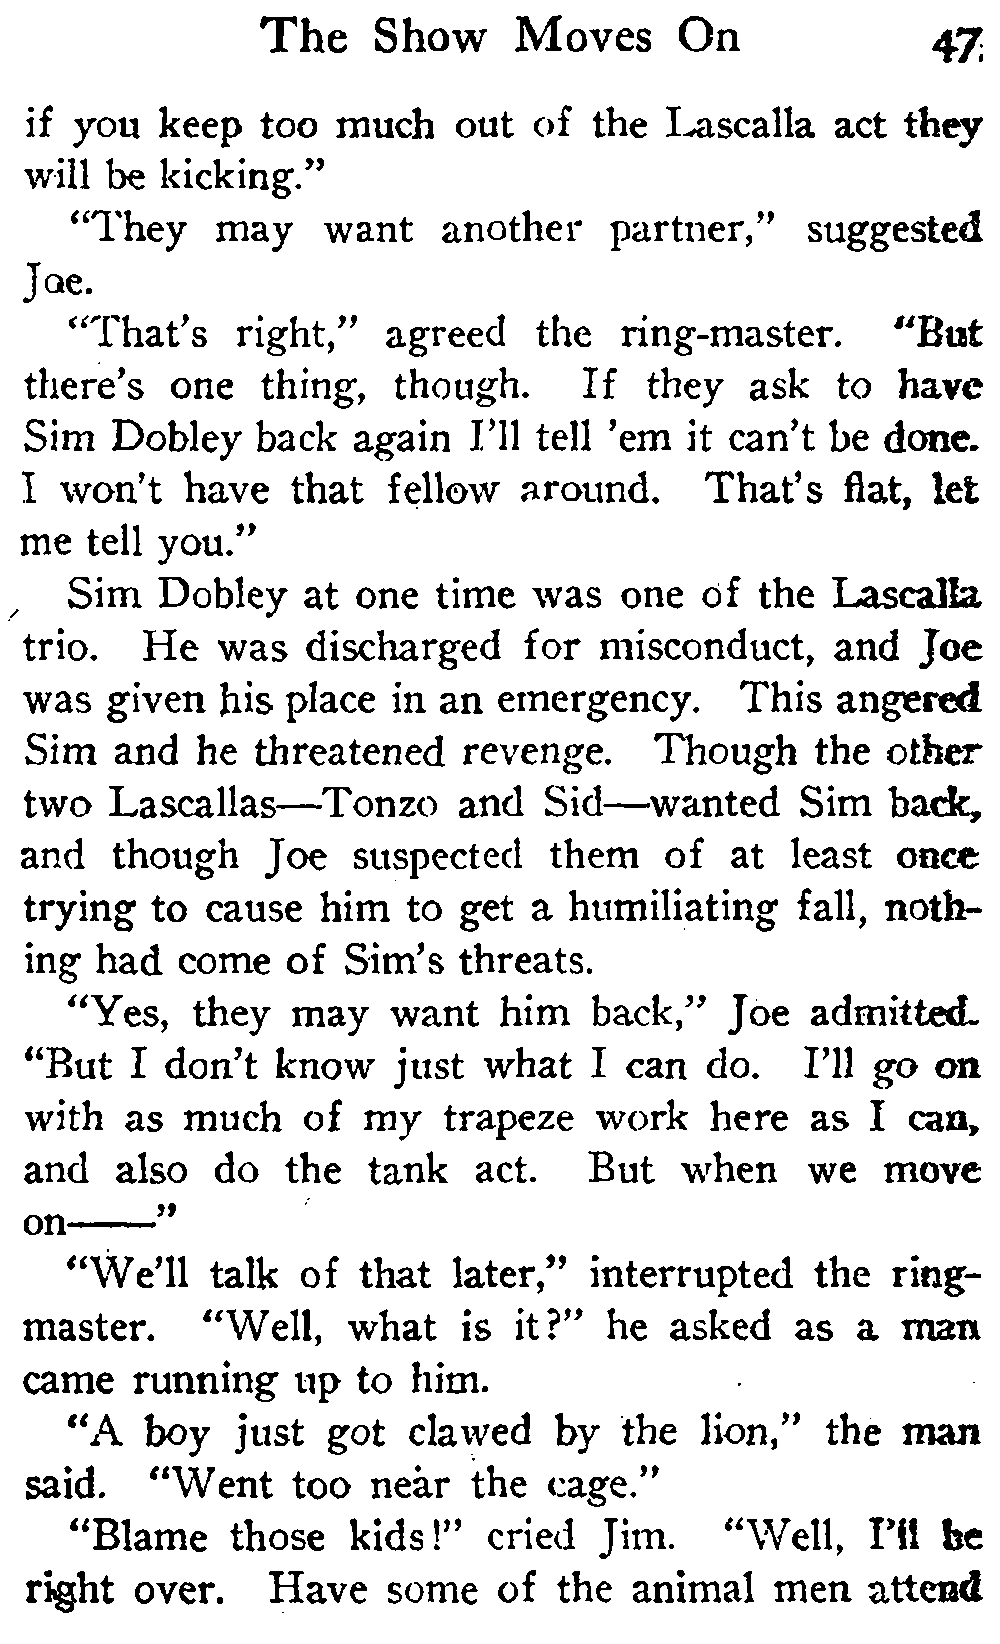 The Show Moves On 47
if you keep too much out of the Lascalla act they
will be kicking."
"They may want another partner," suggested
Joe.
"That's right," agreed the ring-master. "But
there's one thing, though. If they ask to have
Sim Dobley back again I'll tell 'em it can't be done.
I won't have that fellow around. That's flat, let
me tell you."
Sim Dobley at one time was one of the Lascalla
trio. He was discharged for misconduct, and Joe
was given his place in an emergency. This angered
Sim and he threatened revenge. Though the other
two Lascallas—Tonzo and Sid—wanted Sim back,
and though Joe suspected them of at least once
trying to cause him to get a humiliating fall, noth-
ing had come of Sim's threats.
"Yes, they may want him back," Joe admitted.
"But I don't know just what I can do. I'll go on
with as much of my trapeze work here as I can,
and also do the tank act. But when we move
on——"
"We'll talk of that later," interrupted the ring-
master. "Well, what is it?" he asked as a man
came running up to him.
"A boy just got clawed by the lion," the man
said. "Went too near the cage."
"Blame those kids!" cried Jim. "Well, I'll be
right over. Have some of the animal men attend